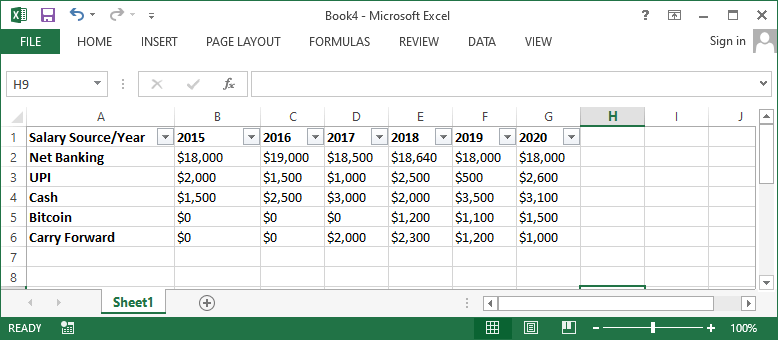 Book4 - Microsoft Excel
FILE HOME INSERT PAGE LAYOUT FORMULAS REVIEW DATA VIEW Sign in
H9 fx
A B C D E F G H I J
1 Salary Source/Year 2015 2016 2017 2018 2019 2020
2 Net Banking $18,000 $19,000 $18,500 $18,640 $18,000 $18,000
3 UPI $2,000 $1,500 $1,000 $2,500 $500 $2,600
4 Cash $1,500 $2,500 $3,000 $2,000 $3,500 $3,100
5 Bitcoin $0 $0 $0 $1,200 $1,100 $1,500
6 Carry Forward $0 $0 $2,000 $2,300 $1,200 $1,000
7
8
Sheet1
READY 100%